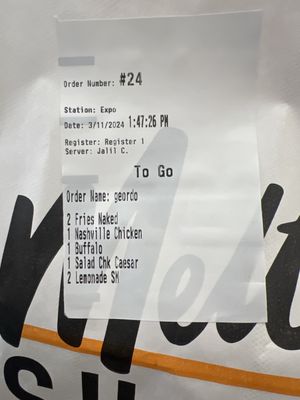 Order Number: #24
Station: Expo
Date: 3/11/2024 1:47:26 PM
Register: Register 1
Server: Jalil C.
To Go
Order Name: geordo
2 Fries Naked
1 Nashville Chicken
1 Buffalo
1 Salad Chk Caesar
2 Lemonade SM
Melt
SH